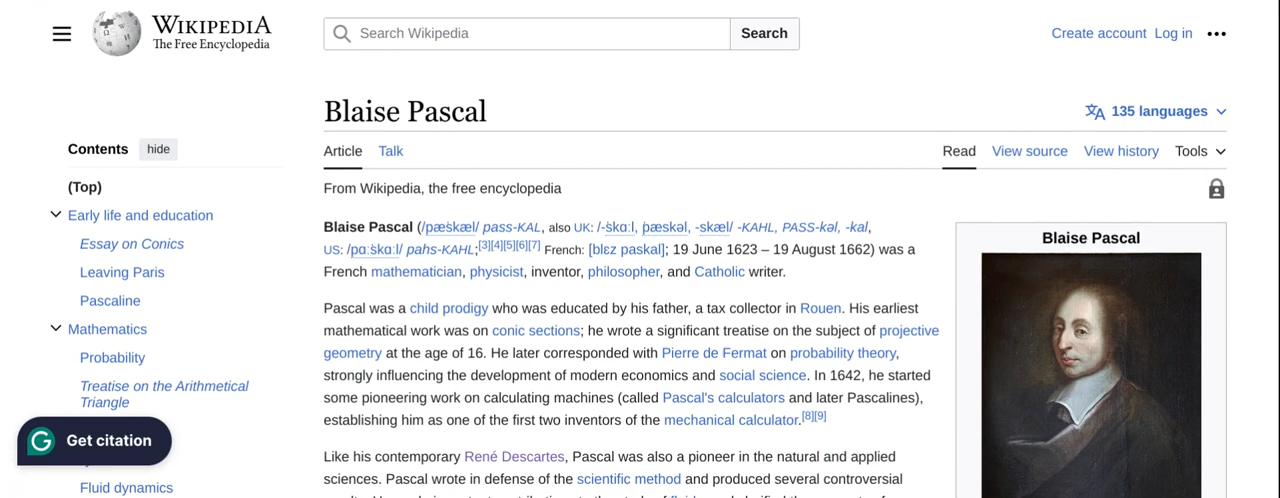 WIKIPEDIA
The Free Encyclopedia
Search Wikipedia
Search
Create account Log in
Blaise Pascal
135 languages
Contents hide
Article Talk
Read View source View history Tools
(Top)
From Wikipedia, the free encyclopedia
Early life and education
Essay on Conics
Leaving Paris
Pascaline
Mathematics
Probability
Treatise on the Arithmetical
Triangle
Get citation
Fluid dynamics
Blaise Pascal (/pæˈskæl/ pass-KAL, also UK: /-ˈskɑːl, ˈpæskəl, -skæl/ -KAHL, PASS-kəl, -kal,
US: /pɑːˈskɑːl/ pahs-KAHL;[3][4][5][6][7] French: [blɛz paskal]; 19 June 1623 – 19 August 1662) was a
French mathematician, physicist, inventor, philosopher, and Catholic writer.
Pascal was a child prodigy who was educated by his father, a tax collector in Rouen. His earliest
mathematical work was on conic sections; he wrote a significant treatise on the subject of projective
geometry at the age of 16. He later corresponded with Pierre de Fermat on probability theory,
strongly influencing the development of modern economics and social science. In 1642, he started
some pioneering work on calculating machines (called Pascal's calculators and later Pascalines),
establishing him as one of the first two inventors of the mechanical calculator.[8][9]
Like his contemporary René Descartes, Pascal was also a pioneer in the natural and applied
sciences. Pascal wrote in defense of the scientific method and produced several controversial
Blaise Pascal